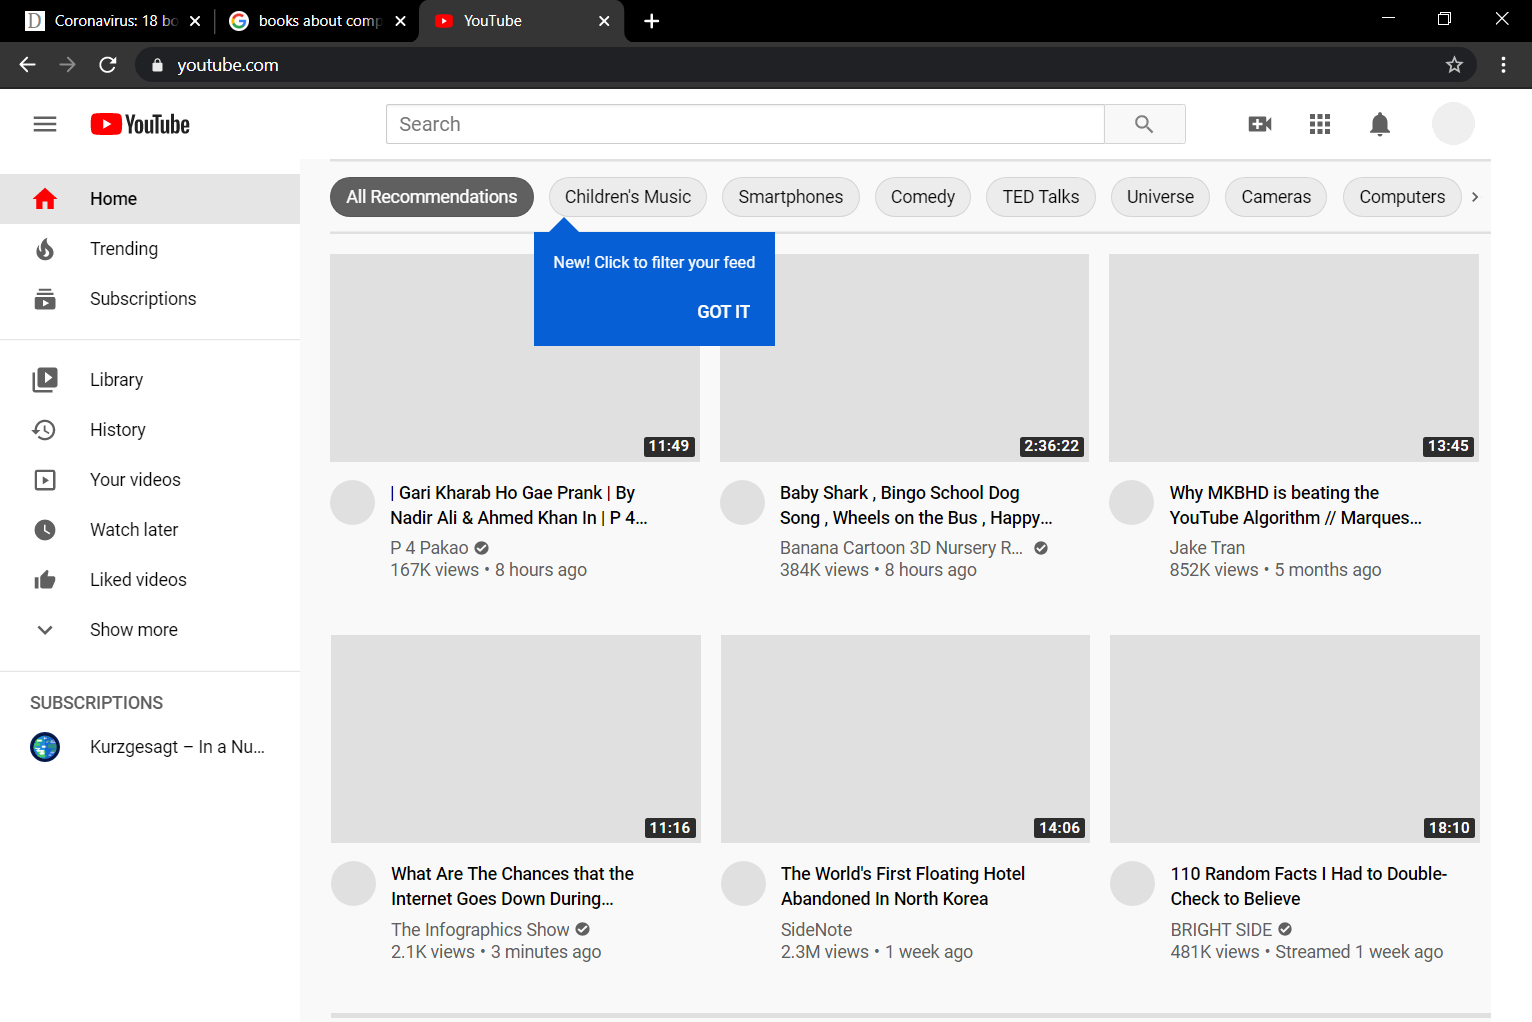 Coronavirus: 18 bo
books about comp
YouTube
youtube.com
YouTube
Search
Home
Trending
Subscriptions
Library
History
Your videos
Watch later
Liked videos
Show more
SUBSCRIPTIONS
Kurzgesagt – In a Nu...
All Recommendations
Children's Music
Smartphones
Comedy
TED Talks
Universe
Cameras
Computers
New! Click to filter your feed
GOT IT
11:49
2:36:22
13:45
| Gari Kharab Ho Gae Prank | By
Nadir Ali & Ahmed Khan In | P 4...
P 4 Pakao
167K views • 8 hours ago
Baby Shark , Bingo School Dog
Song , Wheels on the Bus , Happy...
Banana Cartoon 3D Nursery R...
384K views • 8 hours ago
Why MKBHD is beating the
YouTube Algorithm // Marques...
Jake Tran
852K views • 5 months ago
11:16
14:06
18:10
What Are The Chances that the
Internet Goes Down During...
The Infographics Show
2.1K views • 3 minutes ago
The World's First Floating Hotel
Abandoned In North Korea
SideNote
2.3M views • 1 week ago
110 Random Facts I Had to Double-
Check to Believe
BRIGHT SIDE
481K views • Streamed 1 week ago